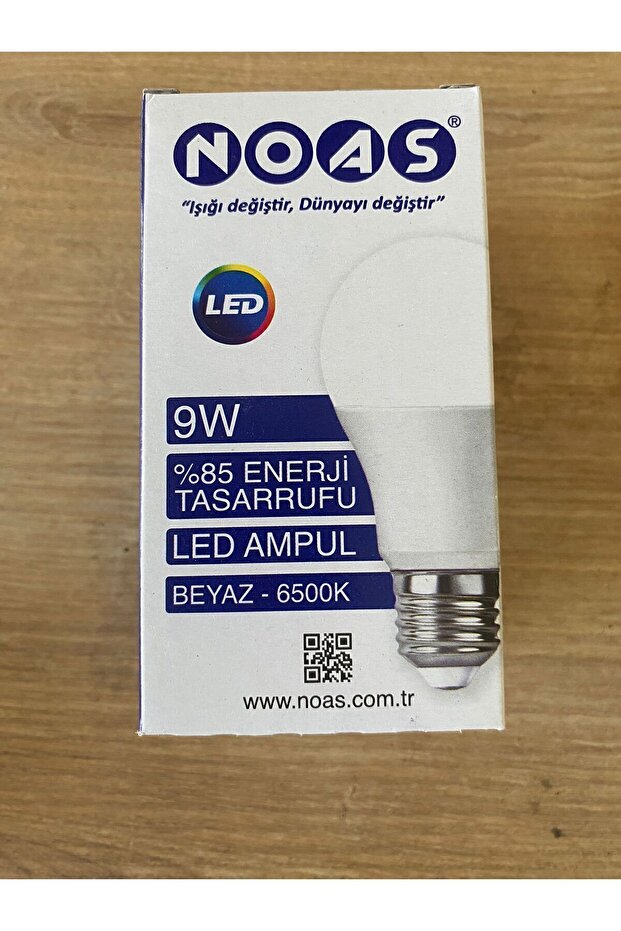 NOAS®
“Işığı değiştir, Dünyayı değiştir”
LED
9W
%85 ENERJİ
TASARRUFU
LED AMPUL
BEYAZ - 6500K
www.noas.com.tr